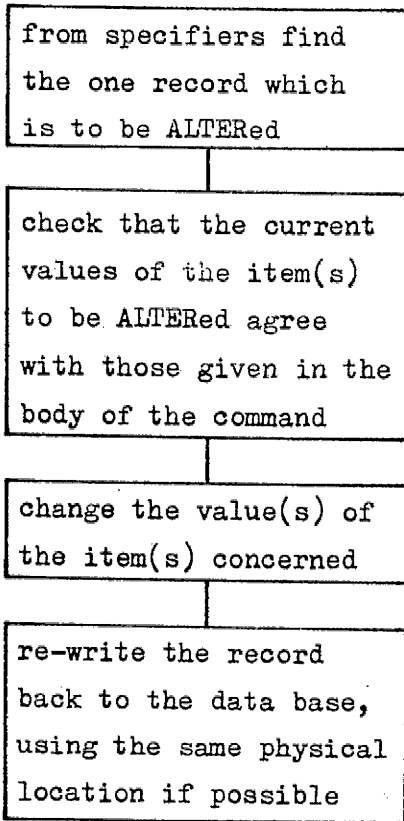 from specifiers find
the one record which
is to be ALTERed
check that the current
values of the item(s)
to be ALTERed agree
with those given in the
body of the command
change the value(s) of
the item(s) concerned
re-write the record
back to the data base,
using the same physical
location if possible